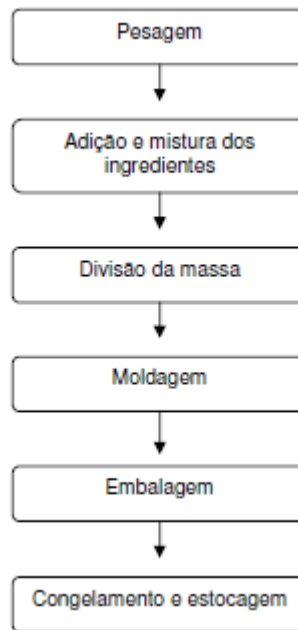 Pesagem
Adição e mistura dos
ingredientes
Divisão da massa
Moldagem
Embalagem
Congelamento e estocagem